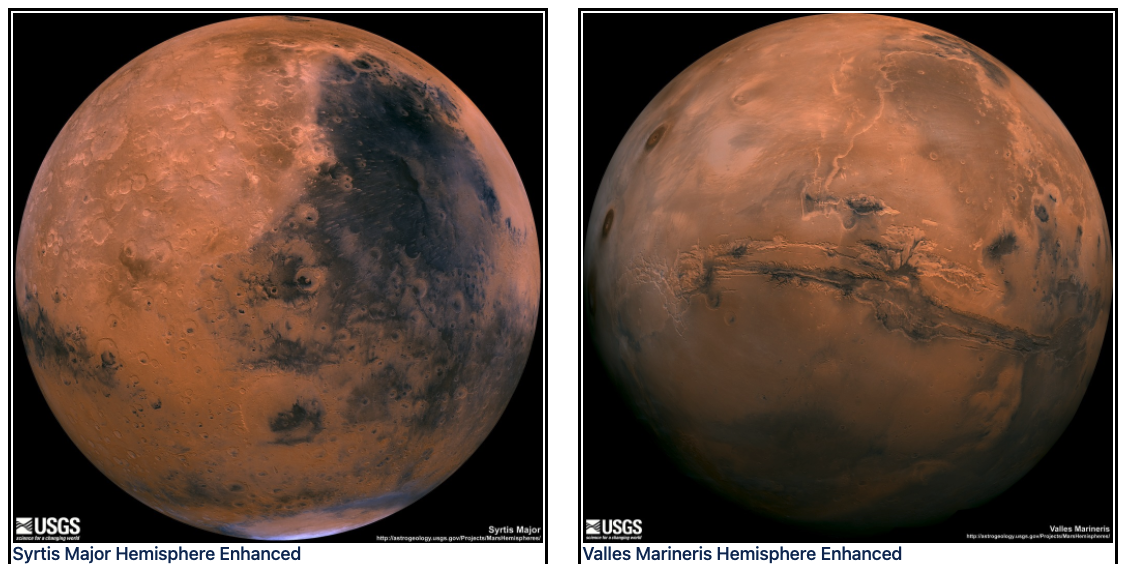 USGS
science for a changing world
Syrtis Major
http://astrogeology.usgs.gov/Projects/MarsHemispheres/
Syrtis Major Hemisphere Enhanced
USGS
science for a changing world
Valles Marineris
http://astrogeology.usgs.gov/Projects/MarsHemispheres/
Valles Marineris Hemisphere Enhanced